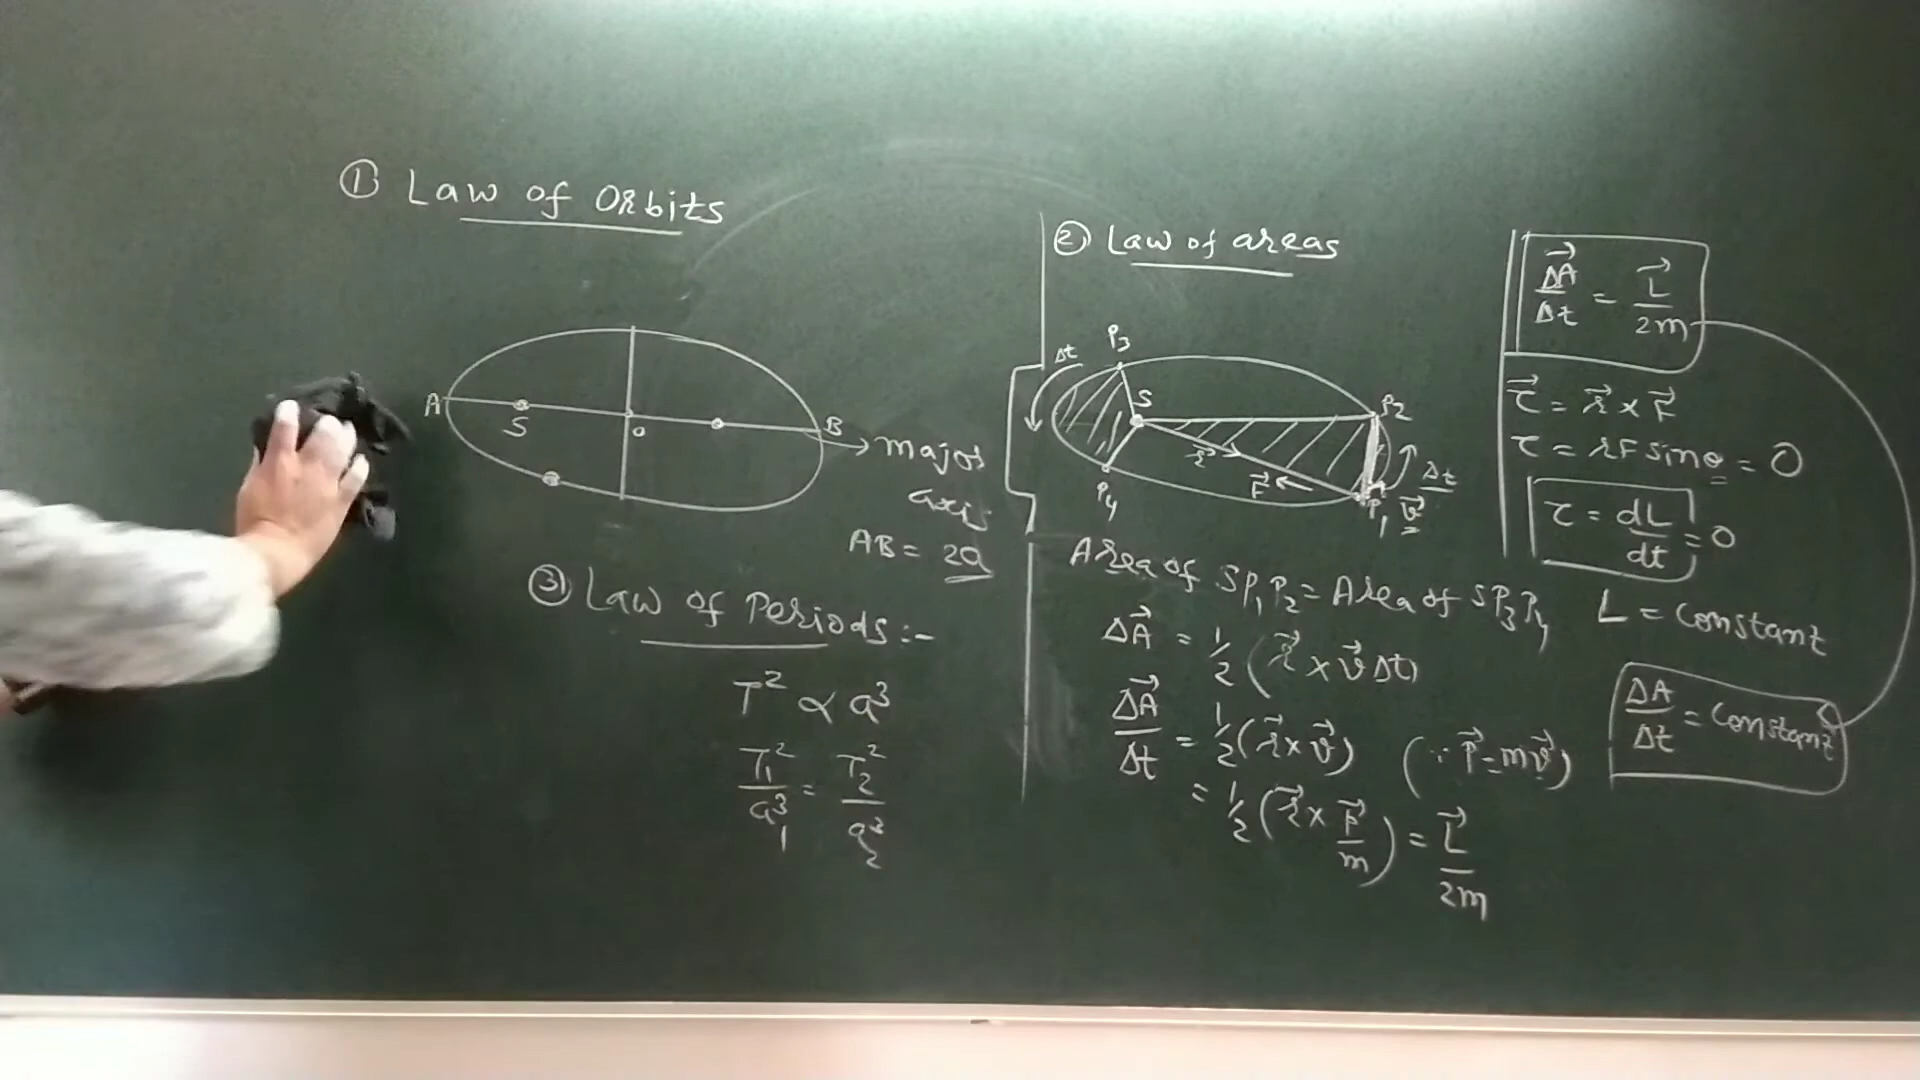 ① Law of Orbits
A S O B
major
axis
AB = 2a
③ Law of Periods :-
T² ∝ a³
T₁²/a₁³ = T₂²/a₂³
② Law of areas
Δt P₃ S P₂
r⃗ F⃗ Δt
P₄ P₁ v⃗
Area of SP₁P₂ = Area of SP₃P₄
ΔA⃗ = 1/2 (r⃗ × v⃗ Δt)
ΔA⃗/Δt = 1/2 (r⃗ × v⃗) (∵ P⃗ = mv⃗)
= 1/2 (r⃗ × P⃗/m) = L⃗/2m
ΔA⃗/Δt = L⃗/2m
τ⃗ = r⃗ × F⃗
τ = rF sinθ = 0
τ = dL/dt = 0
L = Constant
ΔA/Δt = Constant